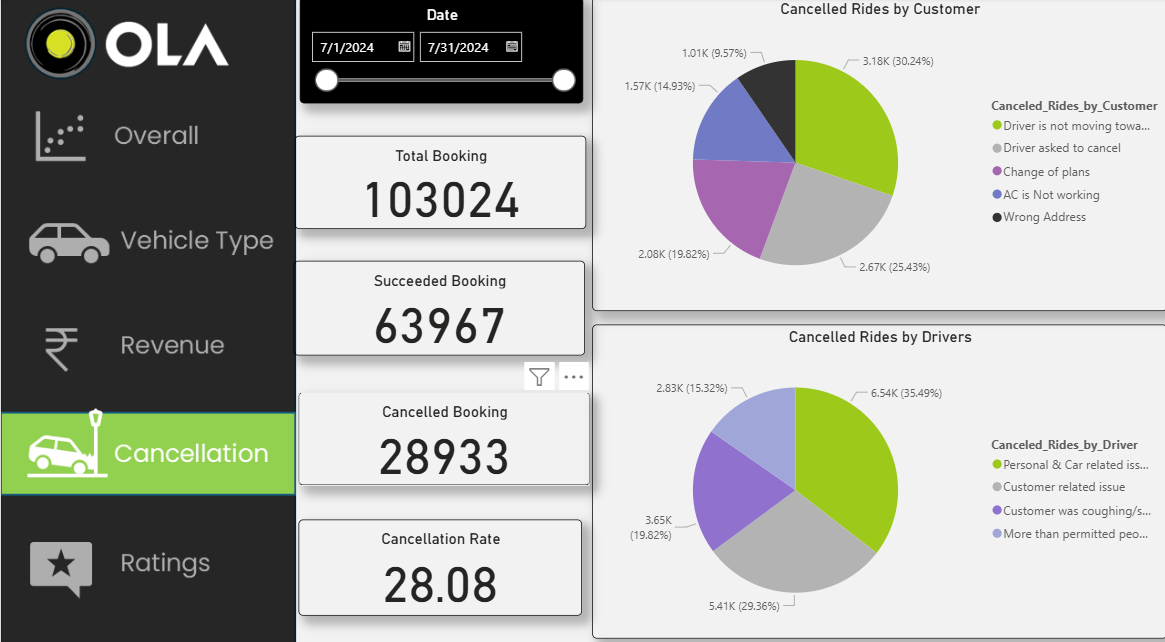 OLA
Overall
Vehicle Type
Revenue
Cancellation
Ratings
Date
7/1/2024
7/31/2024
Total Booking
103024
Succeeded Booking
63967
Cancelled Booking
28933
Cancellation Rate
28.08
Cancelled Rides by Customer
1.01K (9.57%)
3.18K (30.24%)
1.57K (14.93%)
2.08K (19.82%)
2.67K (25.43%)
Canceled_Rides_by_Customer
Driver is not moving towa...
Driver asked to cancel
Change of plans
AC is Not working
Wrong Address
Cancelled Rides by Drivers
2.83K (15.32%)
6.54K (35.49%)
3.65K
(19.82%)
5.41K (29.36%)
Canceled_Rides_by_Driver
Personal & Car related iss...
Customer related issue
Customer was coughing/s...
More than permitted peo...